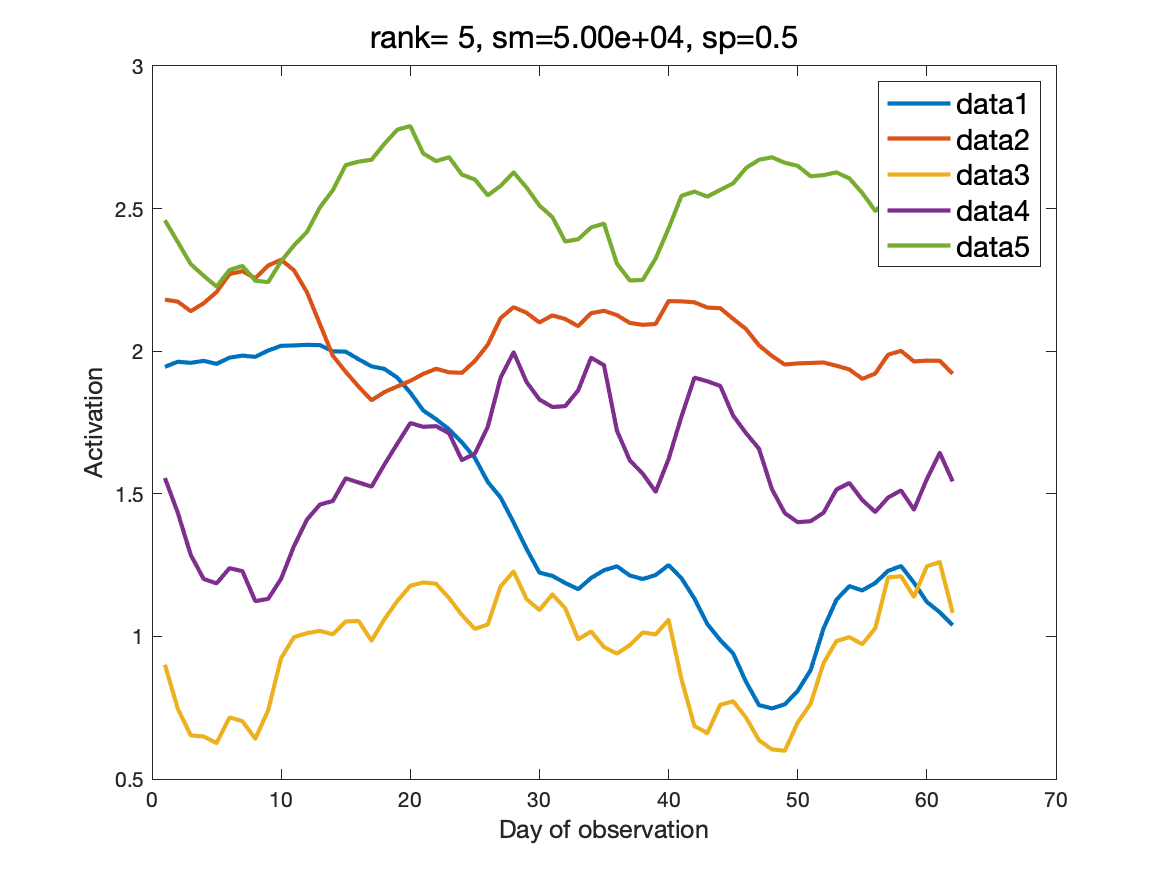 rank= 5, sm=5.00e+04, sp=0.5
3
2.5
2
1.5
1
0.5
Activation
0 10 20 30 40 50 60 70
Day of observation
data1
data2
data3
data4
data5